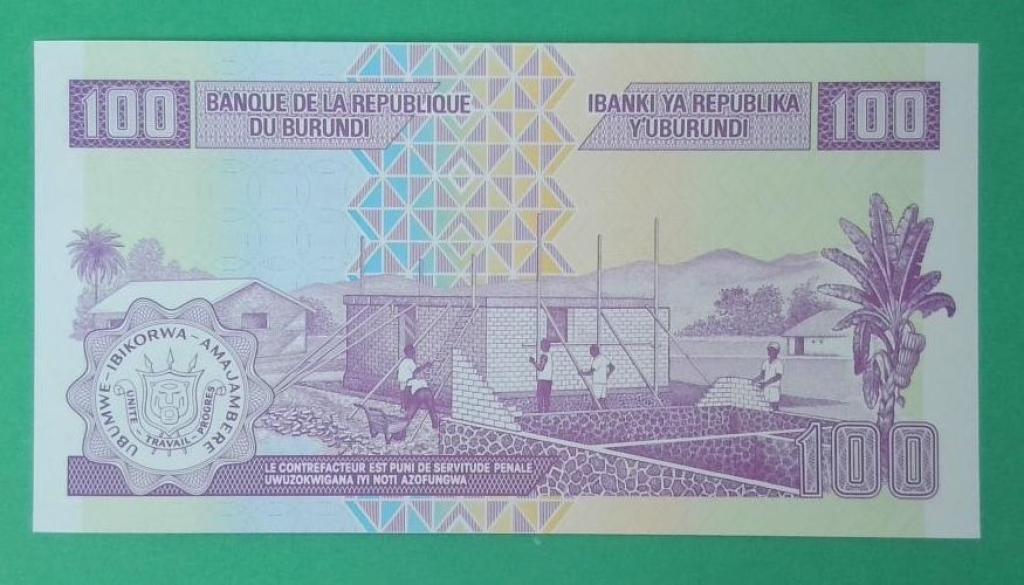 100
BANQUE DE LA REPUBLIQUE
DU BURUNDI
IBANKI YA REPUBLIKA
Y'UBURUNDI
100
UBUMWE-IBIKORWA-AMAJAMBERE
UNITE - TRAVAIL - PROGRES
LE CONTREFACTEUR EST PUNI DE SERVITUDE PENALE
UWUZOKWIGANA IYI NOTI AZOFUNGWA
100